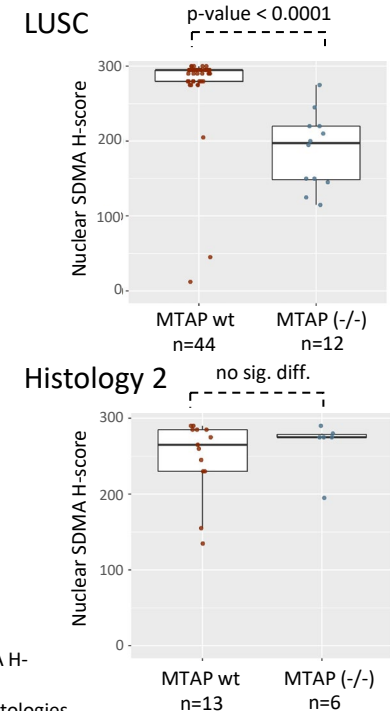 LUSC
p-value < 0.0001
Nuclear SDMA H-score
300
200
100
0
MTAP wt
MTAP (-/-)
n=44
n=12
Histology 2
no sig. diff.
Nuclear SDMA H-score
300
200
100
0
A H-
MTAP wt
MTAP (-/-)
n=13
n=6
tologies